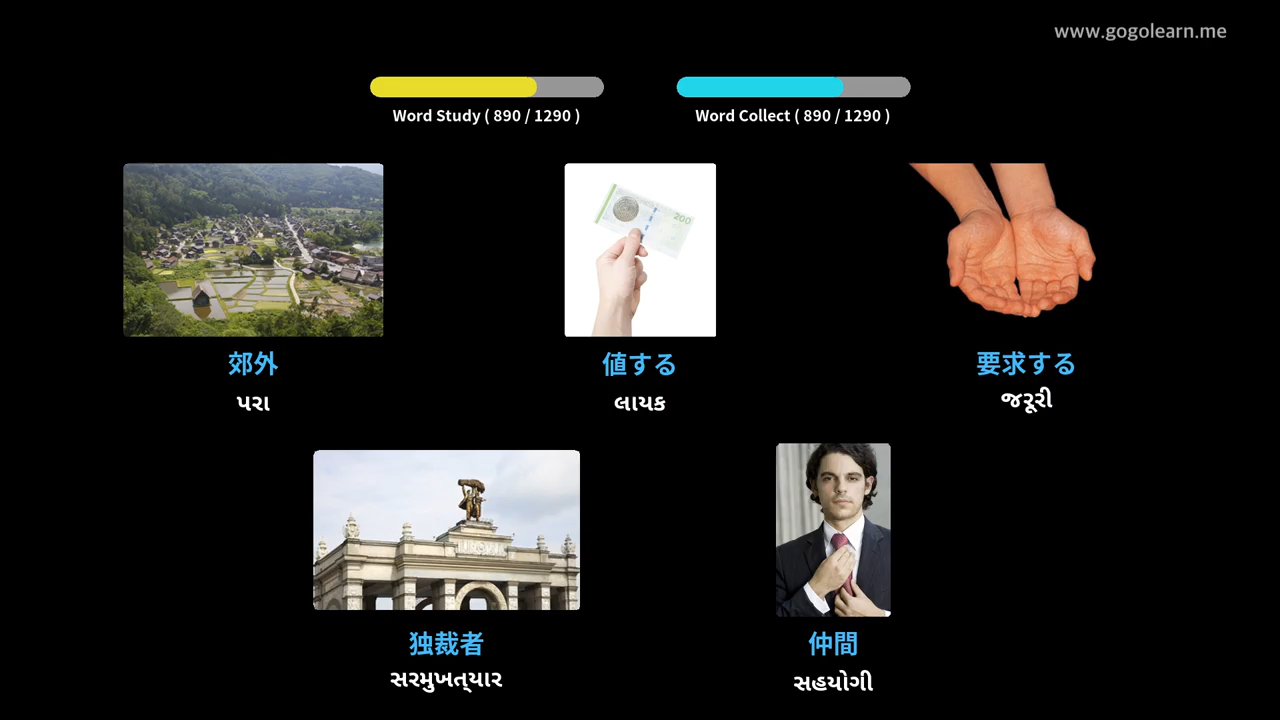 www.gogolearn.me
Word Study ( 890 / 1290 )
Word Collect ( 890 / 1290 )
200
郊外
પરા
値する
લાયક
要求する
જરૂરી
独裁者
સરમુખત્યાર
仲間
સહયોગી